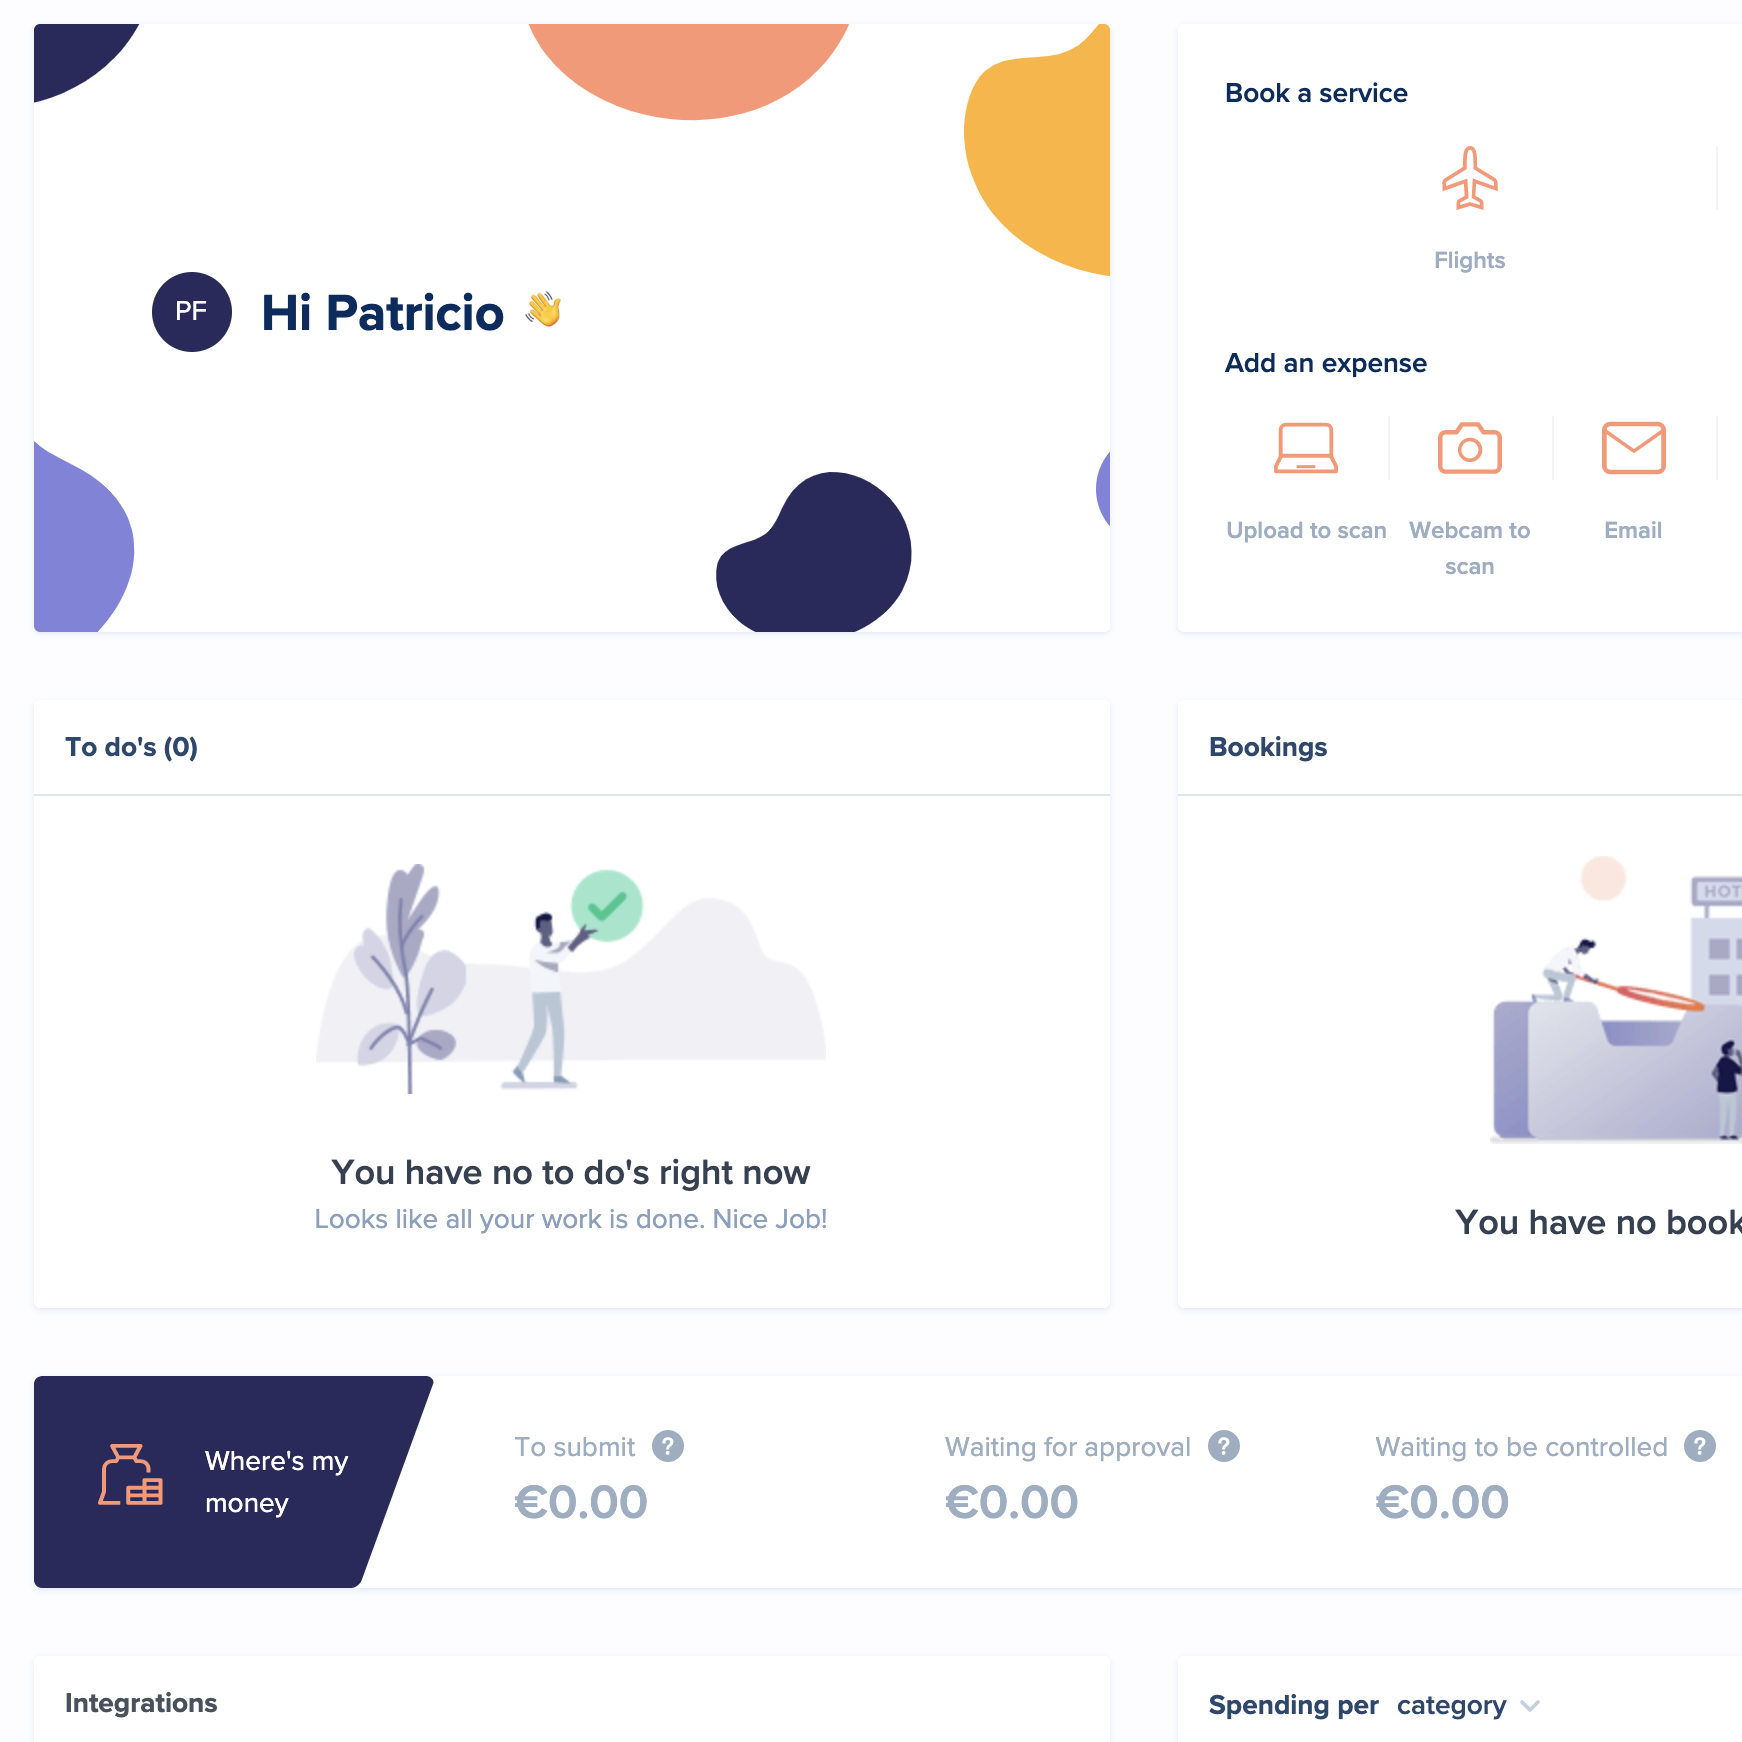 Book a service
Flights
PF
Hi Patricio 👋
Add an expense
Upload to scan
Webcam to
scan
Email
To do's (0)
You have no to do's right now
Looks like all your work is done. Nice Job!
Bookings
HOT
You have no book
Where's my
money
To submit ?
€0.00
Waiting for approval ?
€0.00
Waiting to be controlled ?
€0.00
Integrations
Spending per category